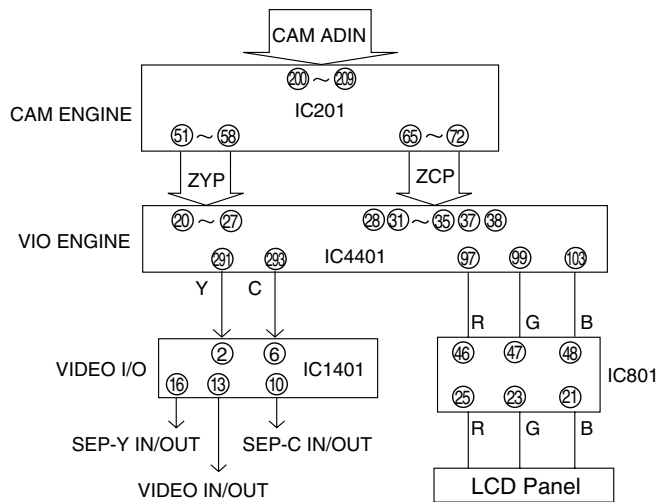 CAM ADIN
200 ~ 209
IC201
CAM ENGINE
51 ~ 58 65 ~ 72
ZYP ZCP
20 ~ 27 28 31 ~ 35 37 38
VIO ENGINE IC4401
291 293 97 99 103
Y C
R G B
2 6 46 47 48
VIDEO I/O IC1401 IC801
16 13 10 25 23 21
R G B
SEP-Y IN/OUT SEP-C IN/OUT
VIDEO IN/OUT LCD Panel